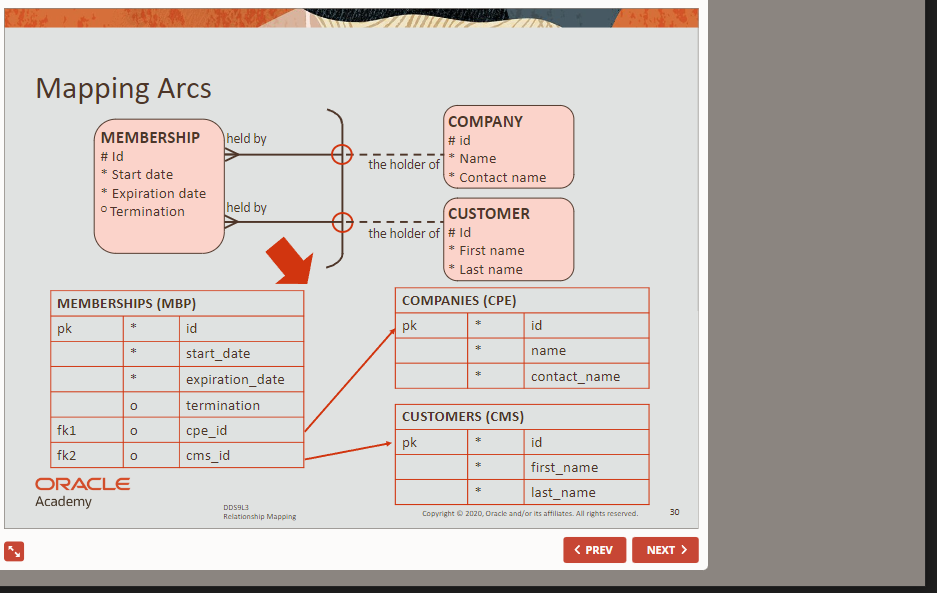 Mapping Arcs
MEMBERSHIP
# Id
* Start date
* Expiration date
o Termination
held by
held by
the holder of
the holder of
COMPANY
# id
* Name
* Contact name
CUSTOMER
# Id
* First name
* Last name
MEMBERSHIPS (MBP)
pk * id
* start_date
* expiration_date
o termination
fk1 o cpe_id
fk2 o cms_id
COMPANIES (CPE)
pk * id
* name
* contact_name
CUSTOMERS (CMS)
pk * id
* first_name
* last_name
ORACLE
Academy
DDS9L3
Relationship Mapping
Copyright © 2020, Oracle and/or its affiliates. All rights reserved.
30
PREV
NEXT